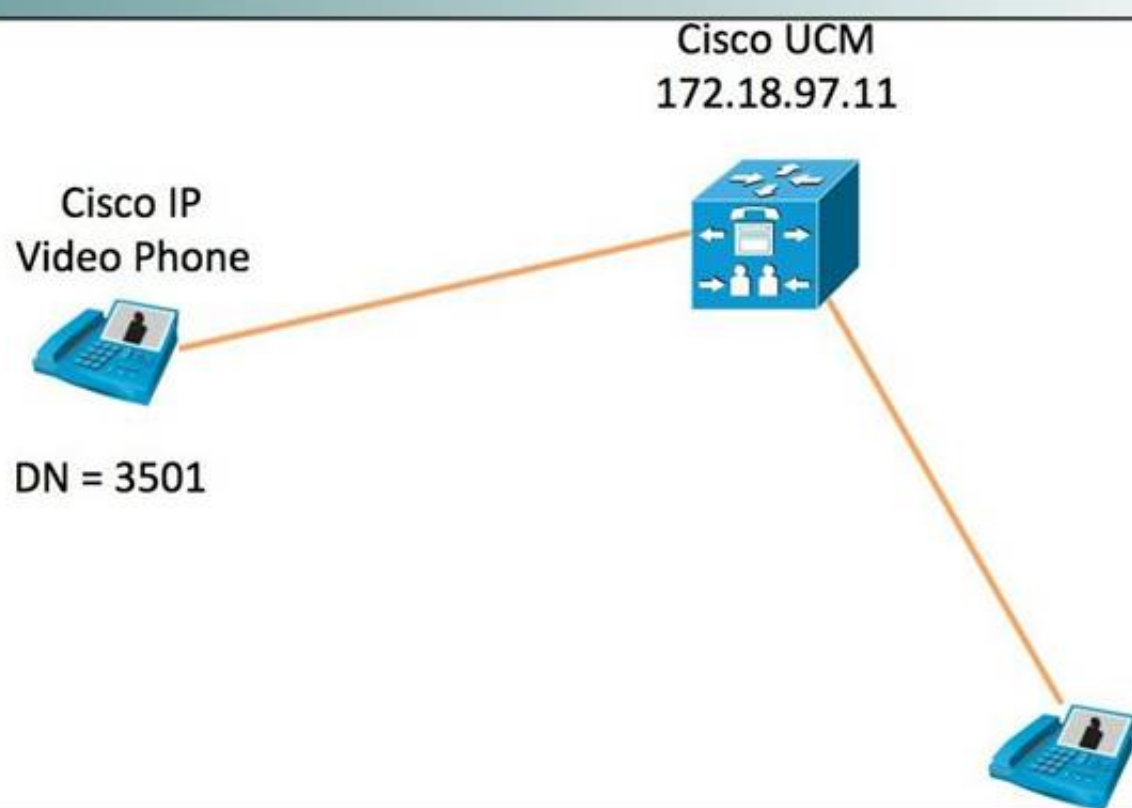 Cisco UCM
172.18.97.11
Cisco IP
Video Phone
DN = 3501